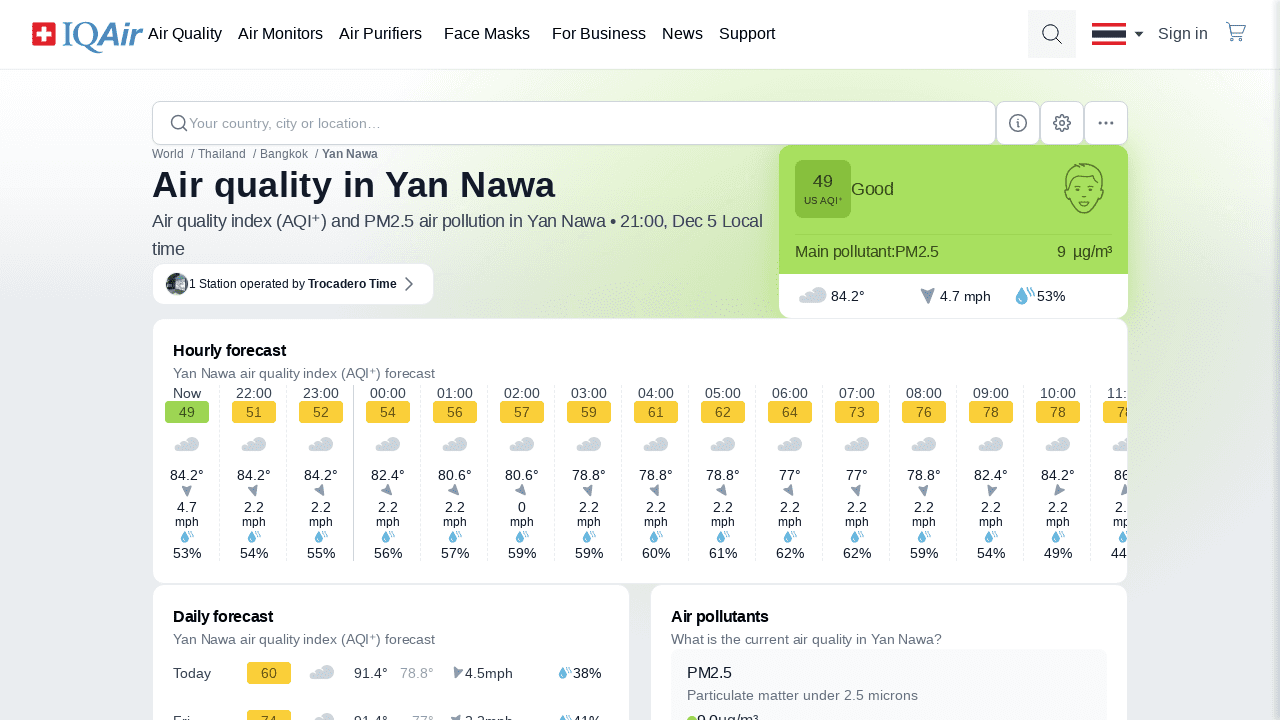 IQAir Air Quality Air Monitors Air Purifiers Face Masks For Business News Support Sign in
Your country, city or location…
World / Thailand / Bangkok / Yan Nawa
Air quality in Yan Nawa
Air quality index (AQI⁺) and PM2.5 air pollution in Yan Nawa • 21:00, Dec 5 Local
time
1 Station operated by Trocadero Time
49
US AQI⁺
Good
Main pollutant:PM2.5 9 µg/m³
84.2° 4.7 mph 53%
Hourly forecast
Yan Nawa air quality index (AQI⁺) forecast
Now 22:00 23:00 00:00 01:00 02:00 03:00 04:00 05:00 06:00 07:00 08:00 09:00 10:00
49 51 52 54 56 57 59 61 62 64 73 76 78 78
84.2° 84.2° 84.2° 82.4° 80.6° 80.6° 78.8° 78.8° 78.8° 77° 77° 78.8° 82.4° 84.2°
4.7 2.2 2.2 2.2 2.2 0 2.2 2.2 2.2 2.2 2.2 2.2 2.2 2.2
mph mph mph mph mph mph mph mph mph mph mph mph mph mph
53% 54% 55% 56% 57% 59% 59% 60% 61% 62% 62% 59% 54% 49%
Daily forecast
Yan Nawa air quality index (AQI⁺) forecast
Today 60 91.4° 78.8° 4.5mph 38%
Fri 74 91.4° 77° 2.2mph 41%
Air pollutants
What is the current air quality in Yan Nawa?
PM2.5
Particulate matter under 2.5 microns
9.0µg/m³